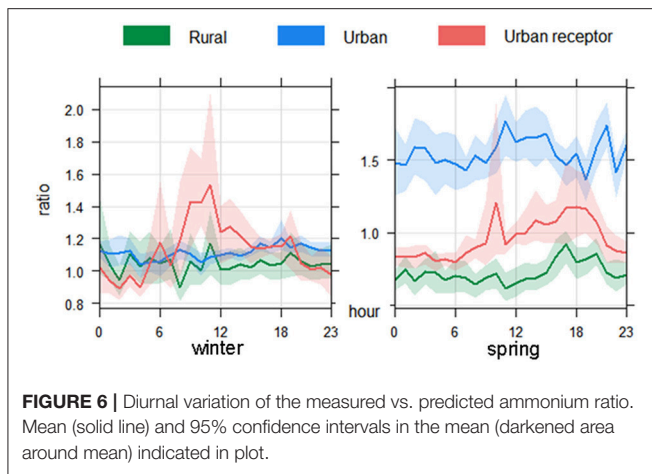 Rural Urban Urban receptor
2.0
1.8
1.6
1.4
1.2
1.0
0.8
ratio
0 6 12 18 23
winter
hour
1.5
1.0
0 6 12 18 23
spring
FIGURE 6 | Diurnal variation of the measured vs. predicted ammonium ratio.
Mean (solid line) and 95% confidence intervals in the mean (darkened area
around mean) indicated in plot.